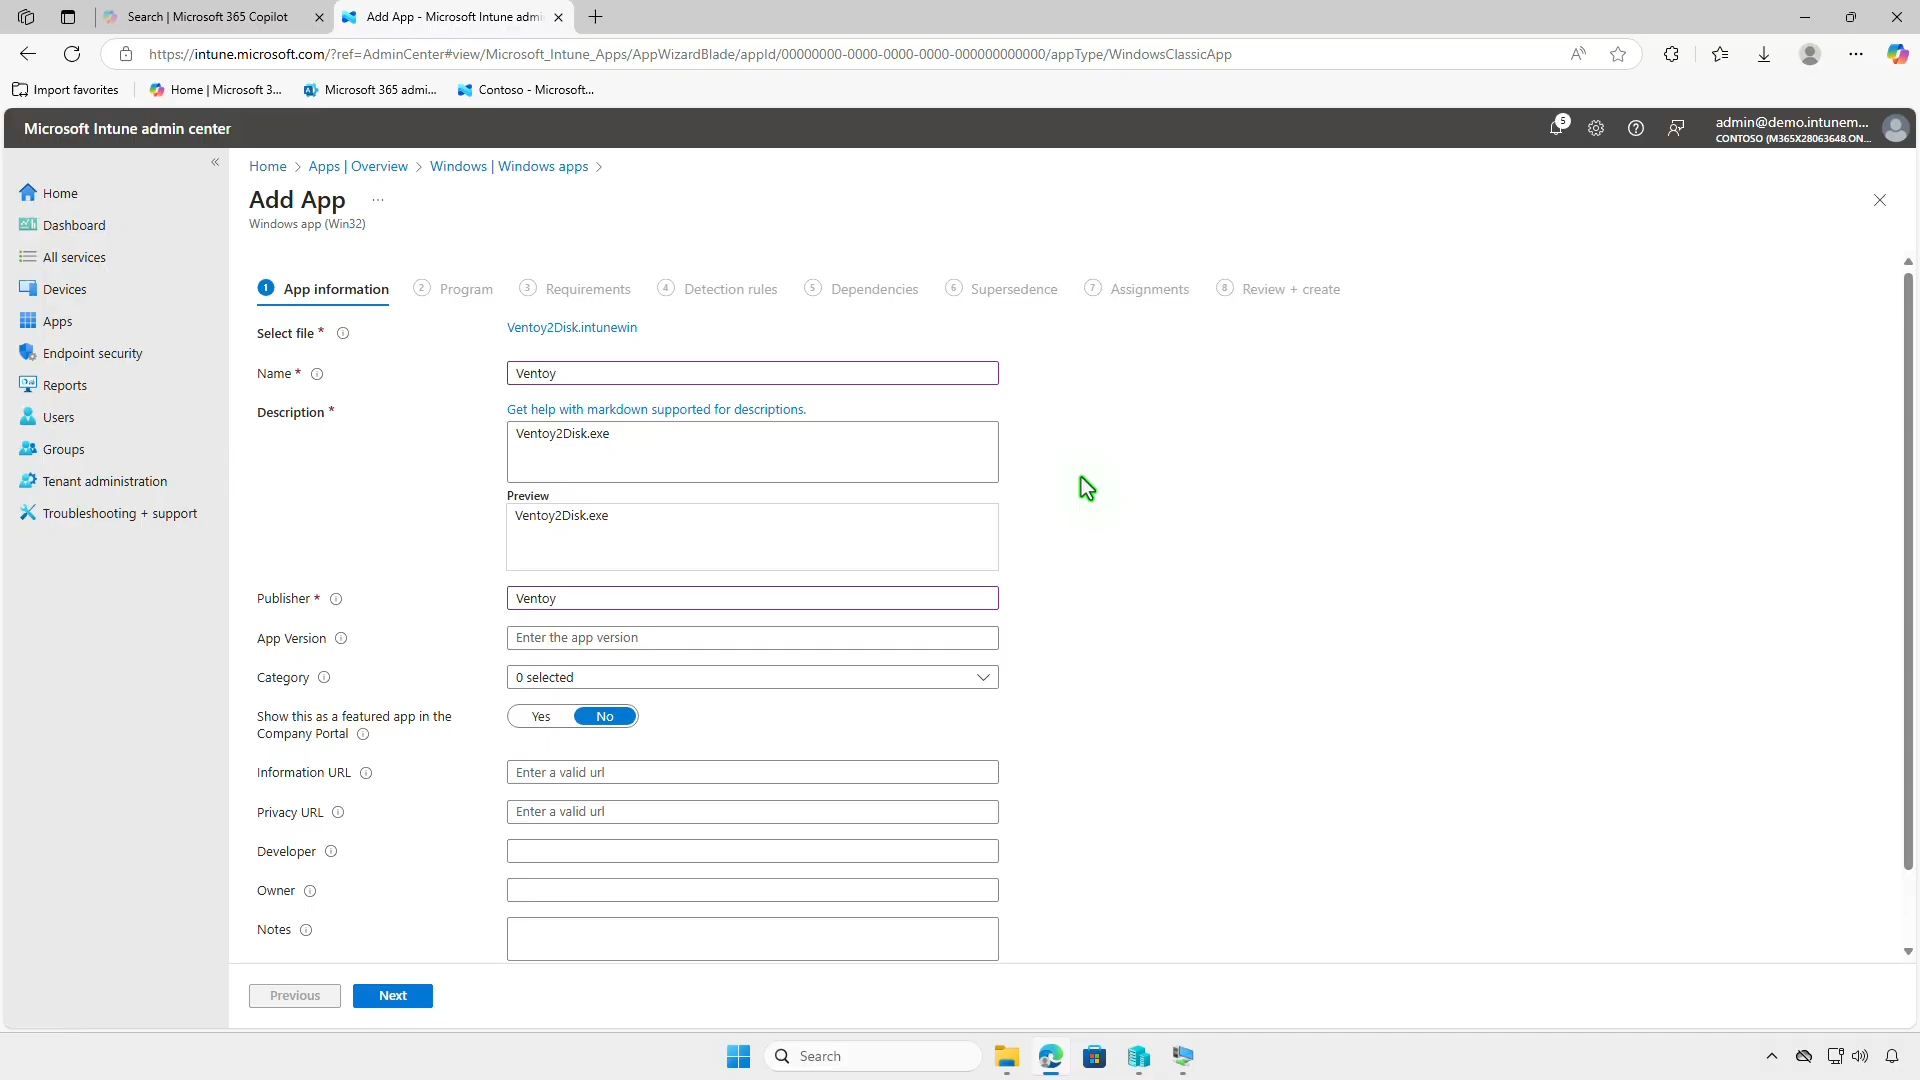 Search | Microsoft 365 Copilot
Add App - Microsoft Intune admi
https://intune.microsoft.com/?ref=AdminCenter#view/Microsoft_Intune_Apps/AppWizardBlade/appId/00000000-0000-0000-0000-000000000000/appType/WindowsClassicApp
Import favorites
Home | Microsoft 3...
Microsoft 365 admi...
Contoso - Microsoft...
Microsoft Intune admin center
5
admin@demo.intunem...
CONTOSO (M365X28063648.ON...
Home
Dashboard
All services
Devices
Apps
Endpoint security
Reports
Users
Groups
Tenant administration
Troubleshooting + support
Home > Apps | Overview > Windows | Windows apps >
Add App ...
Windows app (Win32)
1 App information
2 Program
3 Requirements
4 Detection rules
5 Dependencies
6 Supersedence
7 Assignments
8 Review + create
Select file *
Ventoy2Disk.intunewin
Name *
Ventoy
Description *
Get help with markdown supported for descriptions.
Ventoy2Disk.exe
Preview
Ventoy2Disk.exe
Publisher *
Ventoy
App Version
Enter the app version
Category
0 selected
Show this as a featured app in the
Company Portal
Yes
No
Information URL
Enter a valid url
Privacy URL
Enter a valid url
Developer
Owner
Notes
Previous
Next
Search